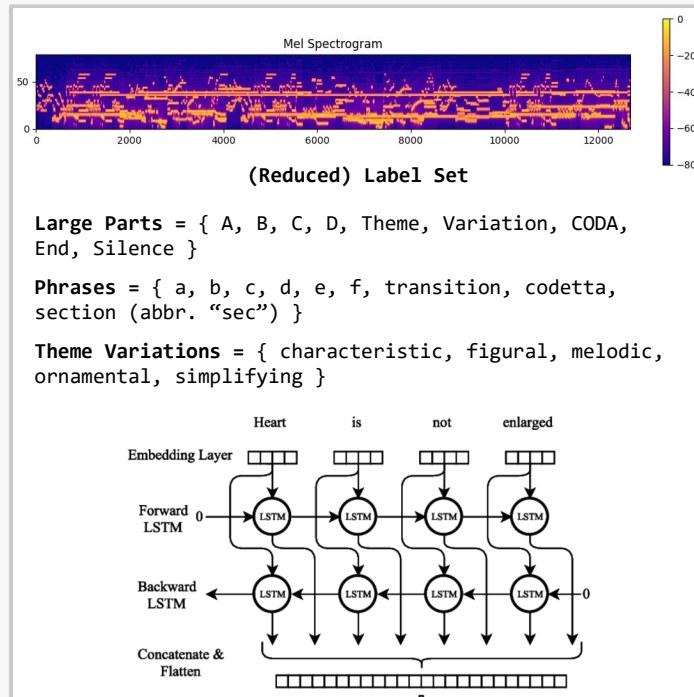 Mel Spectrogram
0
−20
−40
−60
−80
50
0
0 2000 4000 6000 8000 10000 12000
(Reduced) Label Set
Large Parts = { A, B, C, D, Theme, Variation, CODA,
End, Silence }
Phrases = { a, b, c, d, e, f, transition, codetta,
section (abbr. “sec”) }
Theme Variations = { characteristic, figural, melodic,
ornamental, simplifying }
Heart is not enlarged
Embedding Layer
Forward 0 LSTM LSTM LSTM LSTM
LSTM
Backward LSTM LSTM LSTM LSTM 0
LSTM
Concatenate &
Flatten